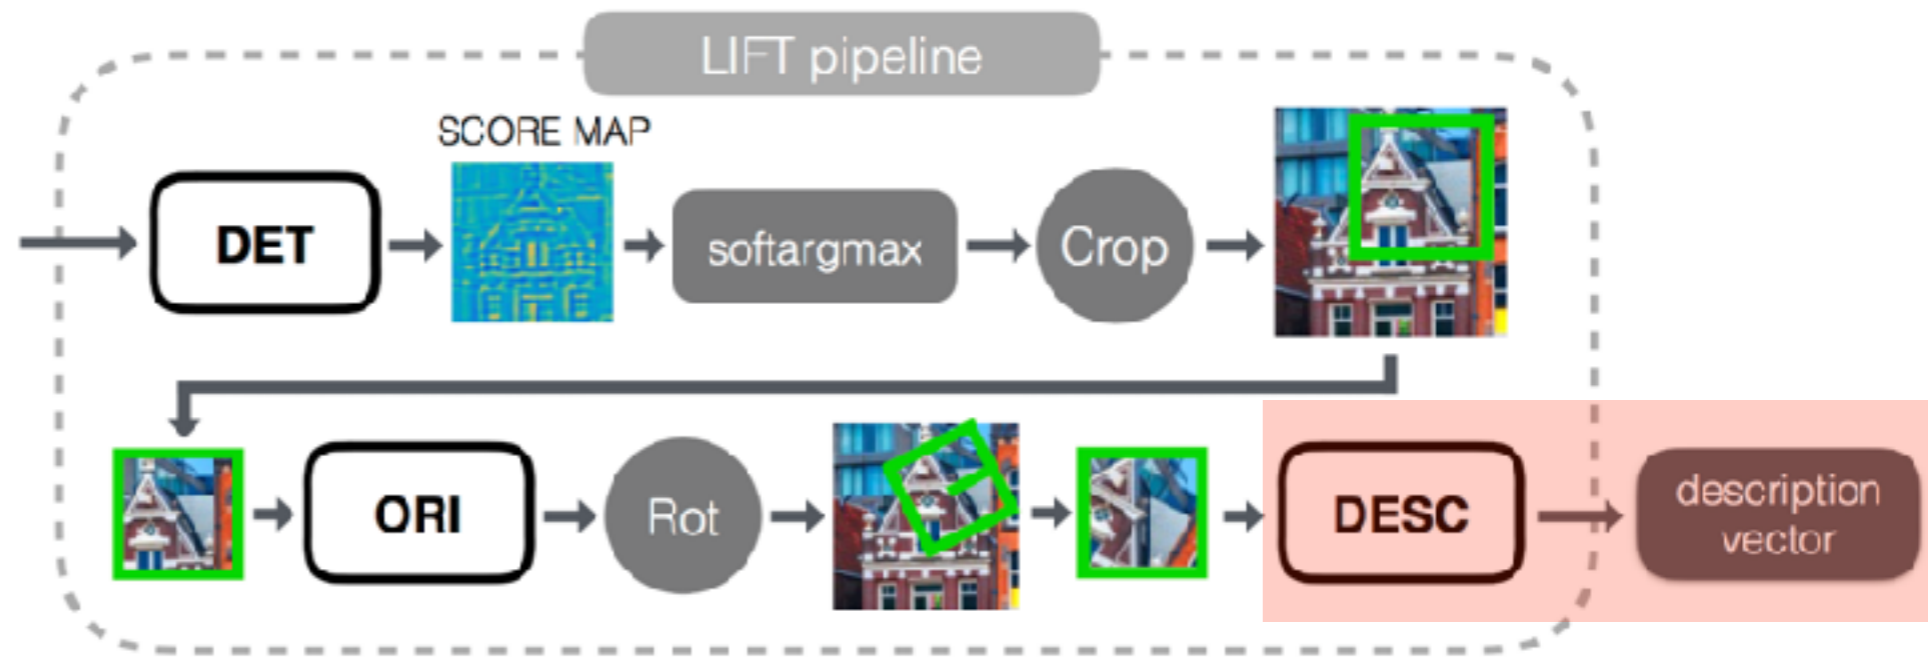 LIFT pipeline
SCORE MAP
DET
softargmax
Crop
ORI
Rot
DESC
description
vector